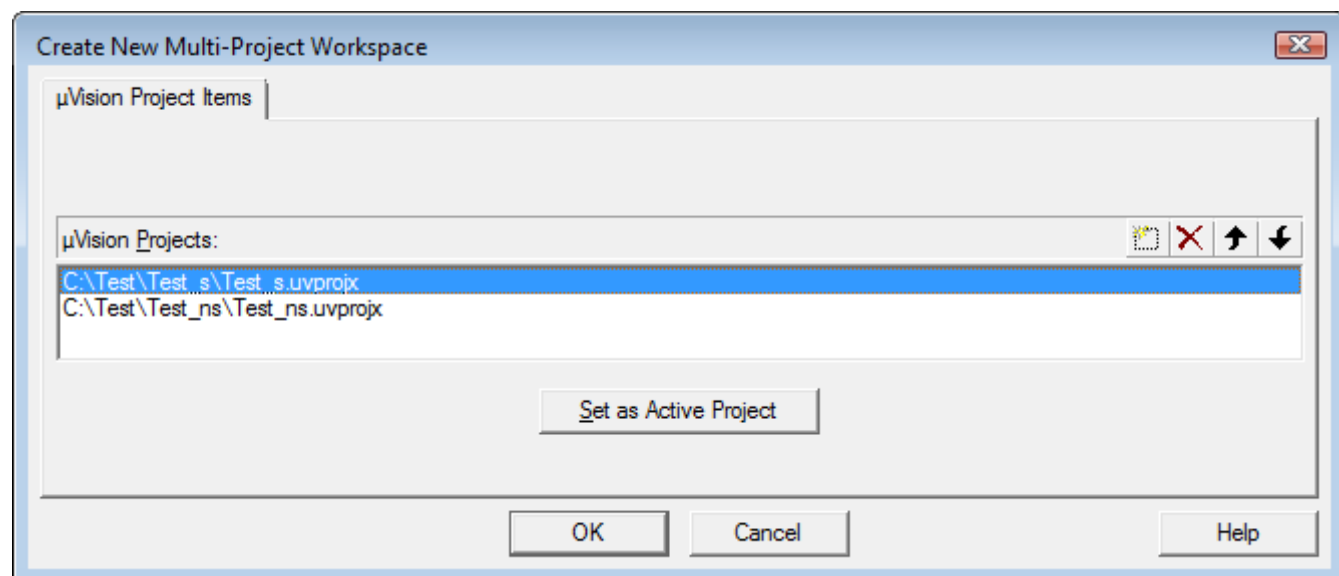 Create New Multi-Project Workspace
µVision Project Items
µVision Projects:
C:\Test\Test_s\Test_s.uvprojx
C:\Test\Test_ns\Test_ns.uvprojx
Set as Active Project
OK Cancel Help